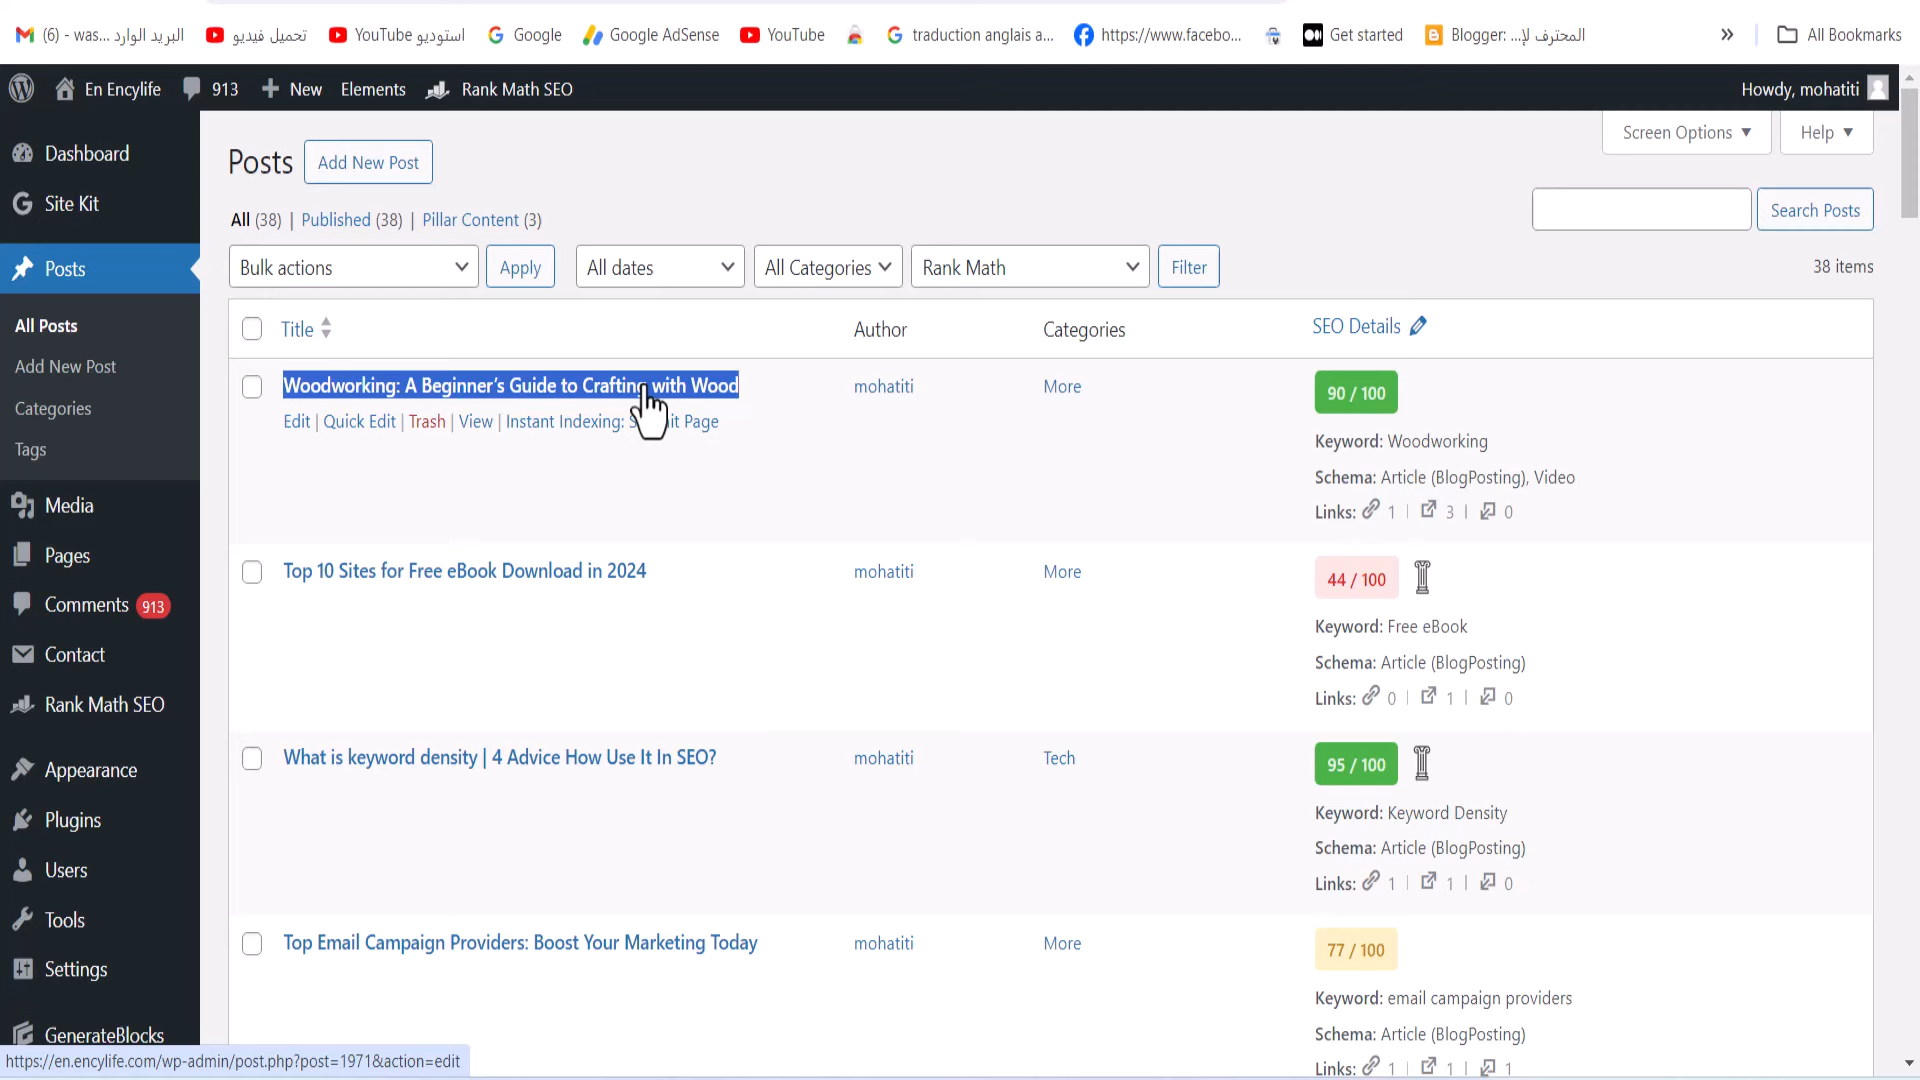 (6) - was... البريد الوارد
تحميل فيديو
YouTube استوديو
Google
Google AdSense
YouTube
traduction anglais a...
https://www.facebo...
Get started
Blogger: ...المحترف لإ
»
All Bookmarks
En Encylife
913
New
Elements
Rank Math SEO
Howdy, mohatiti
Dashboard
Site Kit
Posts
All Posts
Add New Post
Categories
Tags
Media
Pages
Comments 913
Contact
Rank Math SEO
Appearance
Plugins
Users
Tools
Settings
GenerateBlocks
Screen Options
Help
Posts
Add New Post
All (38) | Published (38) | Pillar Content (3)
Search Posts
Bulk actions
Apply
All dates
All Categories
Rank Math
Filter
38 items
Title
Author
Categories
SEO Details
Woodworking: A Beginner’s Guide to Crafting with Wood
mohatiti
More
90 / 100
Edit | Quick Edit | Trash | View | Instant Indexing: Page
Keyword: Woodworking
Schema: Article (BlogPosting), Video
Links: 1 | 3 | 0
Top 10 Sites for Free eBook Download in 2024
mohatiti
More
44 / 100
Keyword: Free eBook
Schema: Article (BlogPosting)
Links: 0 | 1 | 0
What is keyword density | 4 Advice How Use It In SEO?
mohatiti
Tech
95 / 100
Keyword: Keyword Density
Schema: Article (BlogPosting)
Links: 1 | 1 | 0
Top Email Campaign Providers: Boost Your Marketing Today
mohatiti
More
77 / 100
Keyword: email campaign providers
Schema: Article (BlogPosting)
Links: 1 | 1 | 1
https://en.encylife.com/wp-admin/post.php?post=1971&action=edit